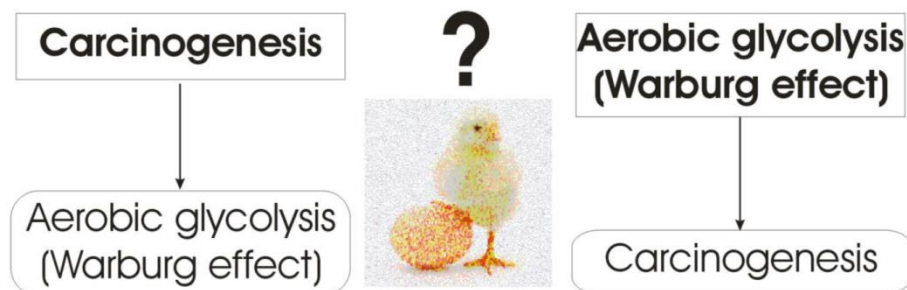 Carcinogenesis
Aerobic glycolysis
(Warburg effect)
?
Aerobic glycolysis
(Warburg effect)
Carcinogenesis